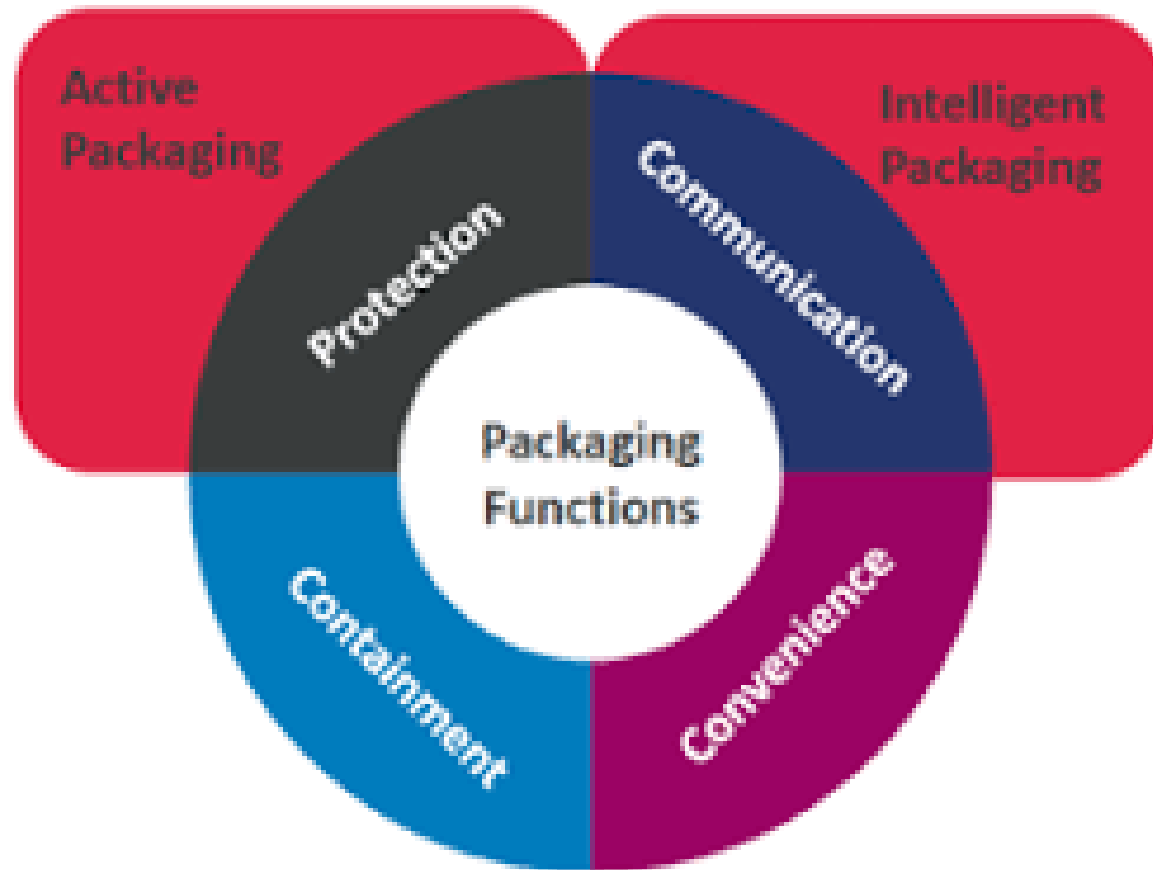 Active
Packaging
Intelligent
Packaging
Protection
Communication
Packaging
Functions
Containment
Convenience